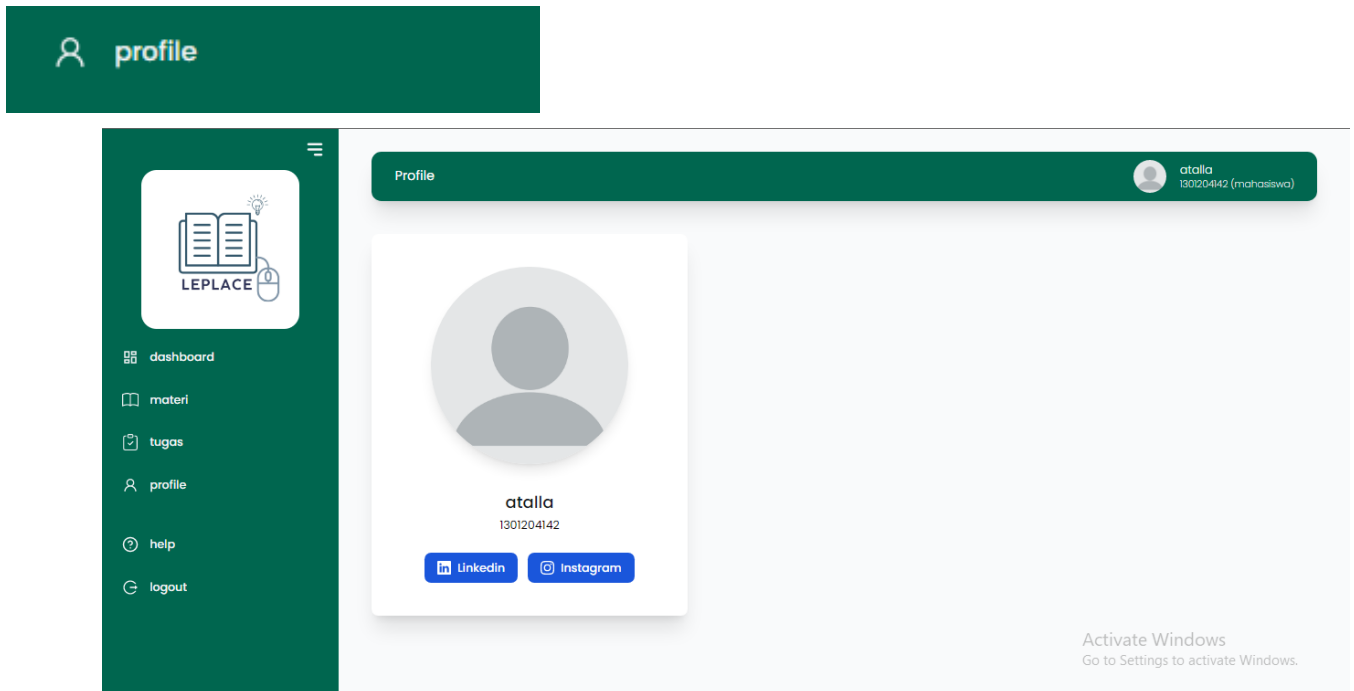 profile
Profile
atalla
1301204142 (mahasiswa)
LEPLACE
dashboard
materi
tugas
profile
help
logout
atalla
1301204142
in Linkedin
Instagram
Activate Windows
Go to Settings to activate Windows.